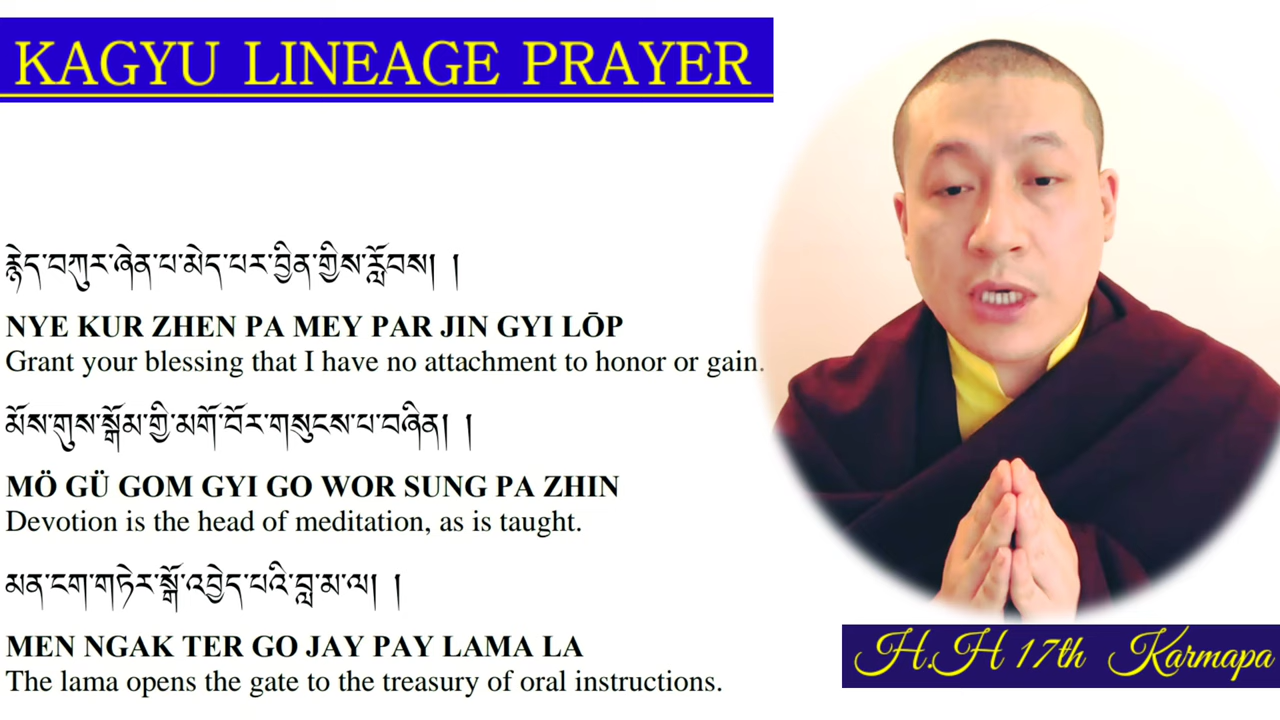 KAGYU LINEAGE PRAYER
རྙེད་བཀུར་ཞེན་པ་མེད་པར་བྱིན་གྱིས་རློབས། །
NYE KUR ZHEN PA MEY PAR JIN GYI LŌP
Grant your blessing that I have no attachment to honor or gain.
མོས་གུས་སྒོམ་གྱི་མགོ་བོར་གསུངས་པ་བཞིན། །
MÖ GÜ GOM GYI GO WOR SUNG PA ZHIN
Devotion is the head of meditation, as is taught.
མན་ངག་གཏེར་སྒོ་འབྱེད་པའི་བླ་མ་ལ། །
MEN NGAK TER GO JAY PAY LAMA LA
The lama opens the gate to the treasury of oral instructions.
H.H 17th Karmapa